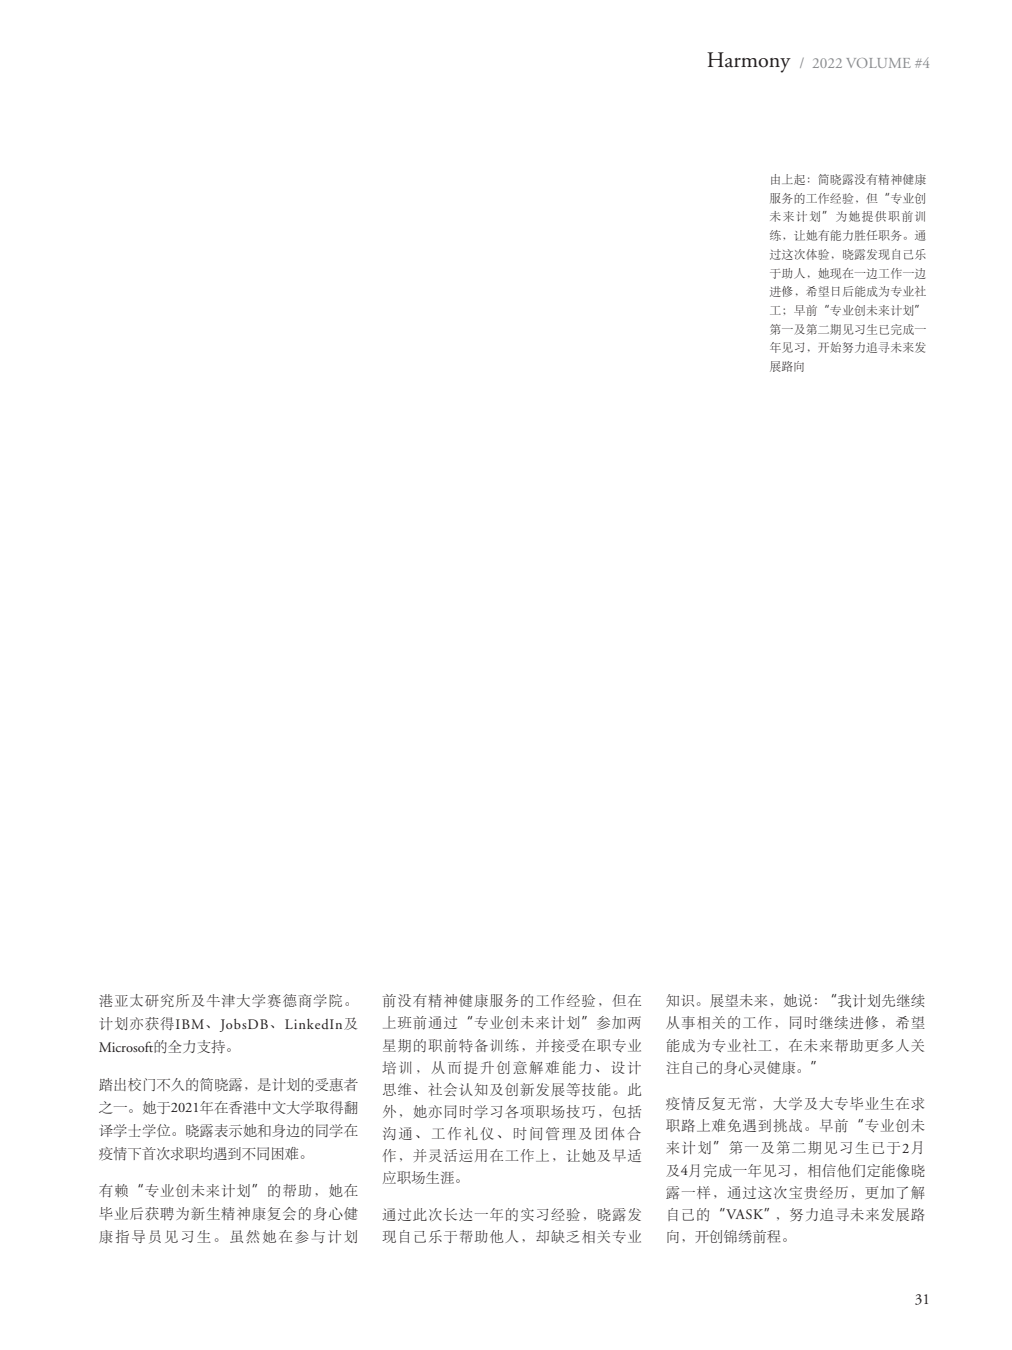 Harmony / 2022 VOLUME #4
由上起：简晓露没有精神健康
服务的工作经验，但“专业创
未来计划”为她提供职前训
练，让她有能力胜任职务。通
过这次体验，晓露发现自己乐
于助人，她现在一边工作一边
进修，希望日后能成为专业社
工；早前“专业创未来计划”
第一及第二期见习生已完成一
年见习，开始努力追寻未来发
展路向
港亚太研究所及牛津大学赛德商学院。
计划亦获得IBM、JobsDB、LinkedIn及
Microsoft的全力支持。
踏出校门不久的简晓露，是计划的受惠者
之一。她于2021年在香港中文大学取得翻
译学士学位。晓露表示她和身边的同学在
疫情下首次求职均遇到不同困难。
有赖“专业创未来计划”的帮助，她在
毕业后获聘为新生精神康复会的身心健
康指导员见习生。虽然她在参与计划
前没有精神健康服务的工作经验，但在
上班前通过“专业创未来计划”参加两
星期的职前特备训练，并接受在职专业
培训，从而提升创意解难能力、设计
思维、社会认知及创新发展等技能。此
外，她亦同时学习各项职场技巧，包括
沟通、工作礼仪、时间管理及团体合
作，并灵活运用在工作上，让她及早适
应职场生涯。
通过此次长达一年的实习经验，晓露发
现自己乐于帮助他人，却缺乏相关专业
知识。展望未来，她说：“我计划先继续
从事相关的工作，同时继续进修，希望
能成为专业社工，在未来帮助更多人关
注自己的身心灵健康。”
疫情反复无常，大学及大专毕业生在求
职路上难免遇到挑战。早前“专业创未
来计划”第一及第二期见习生已于2月
及4月完成一年见习，相信他们定能像晓
露一样，通过这次宝贵经历，更加了解
自己的“VASK”，努力追寻未来发展路
向，开创锦绣前程。
31